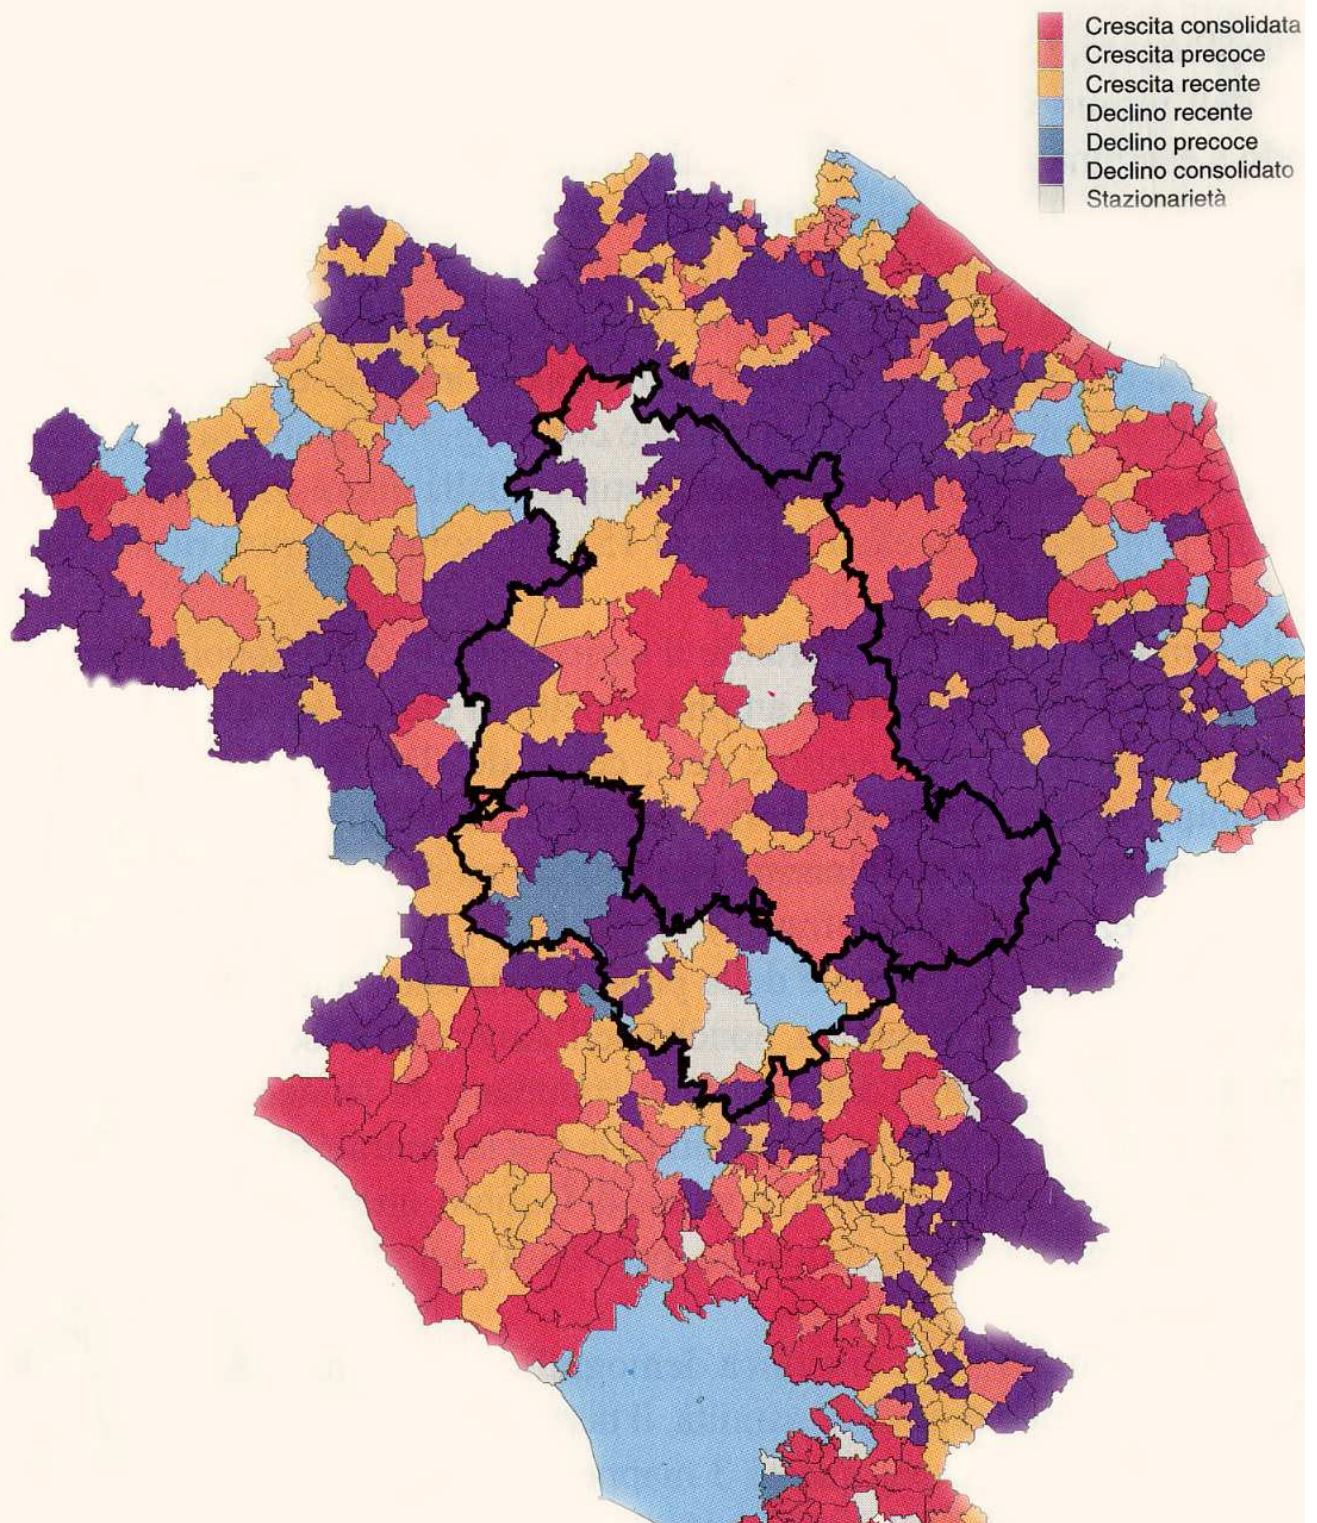 Crescita consolidata
Crescita precoce
Crescita recente
Declino recente
Declino precoce
Declino consolidato
Stazionarietà